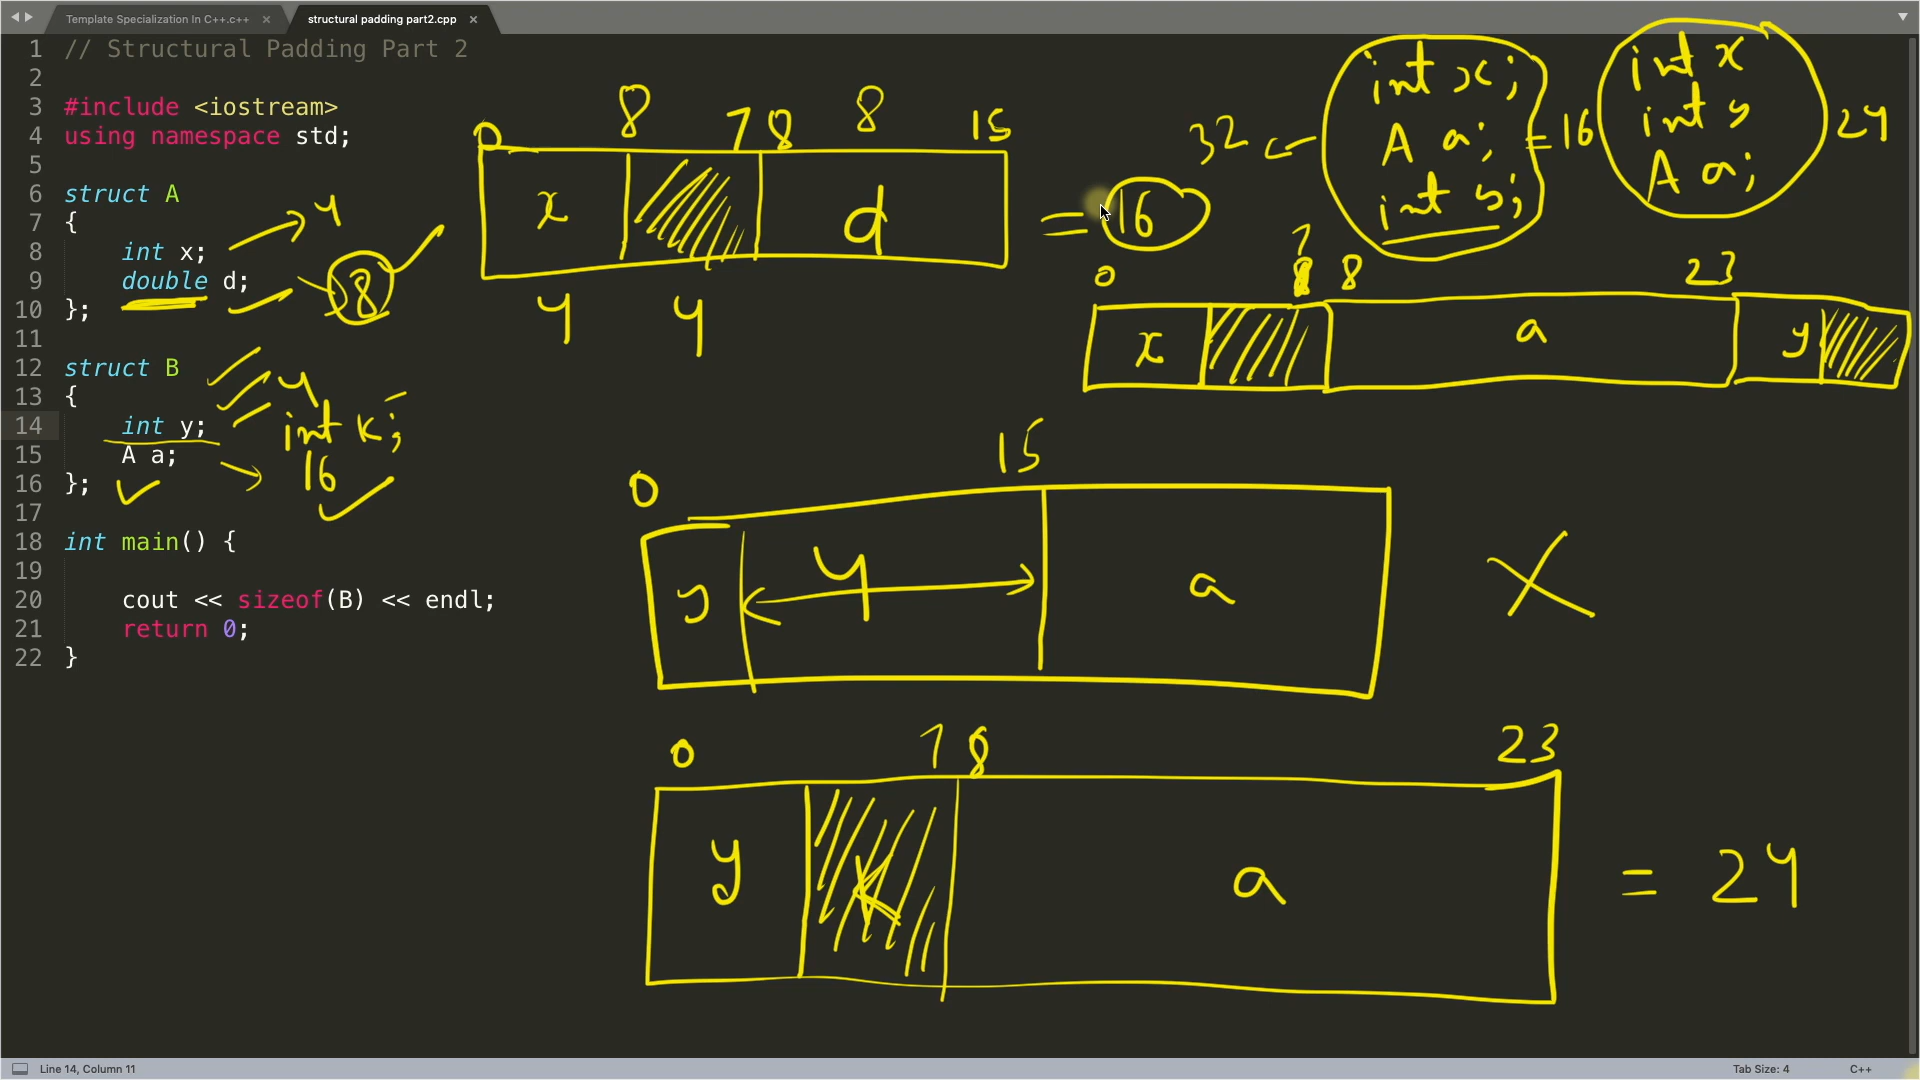 Template Specialization In C++.c++ ×
structural padding part2.cpp ×
1 // Structural Padding Part 2
2
3 #include <iostream>
4 using namespace std;
5
6 struct A
7 {
8 int x;
9 double d;
10 };
11
12 struct B
13 {
14 int y;
15 A a;
16 };
17
18 int main() {
19
20 cout << sizeof(B) << endl;
21 return 0;
22 }
4
8
4
int k;
16
0 8 7 8 8 15
x d = 16
4 4
32
int x;
A a; = 16
int y;
int x
int y
A a;
24
0 7 8 8 23
x a y
0 15
y 4 a X
0 7 8 23
y K a = 24
Line 14, Column 11
Tab Size: 4
C++